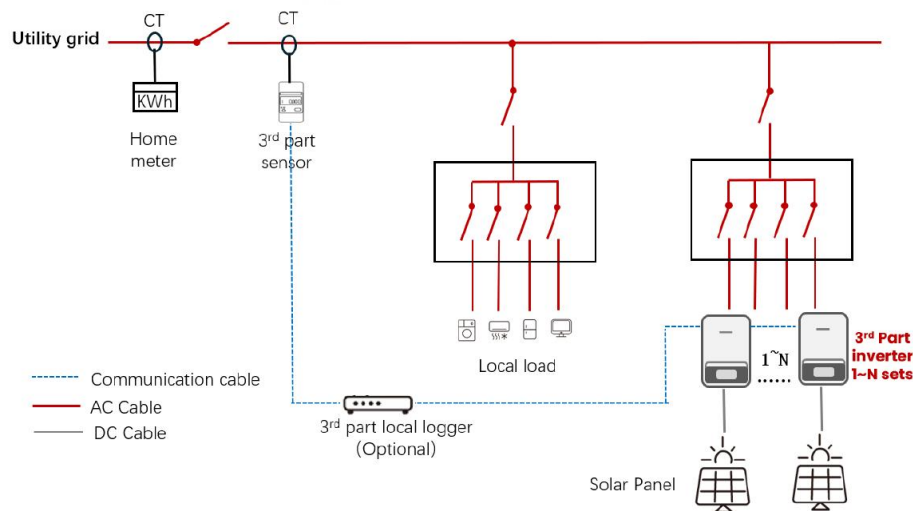 CT
CT
Utility grid
KWh
Home
meter
3rd part
sensor
Local load
1~N
......
3rd Part
inverter
1~N sets
Communication cable
AC Cable
DC Cable
3rd part local logger
(Optional)
Solar Panel